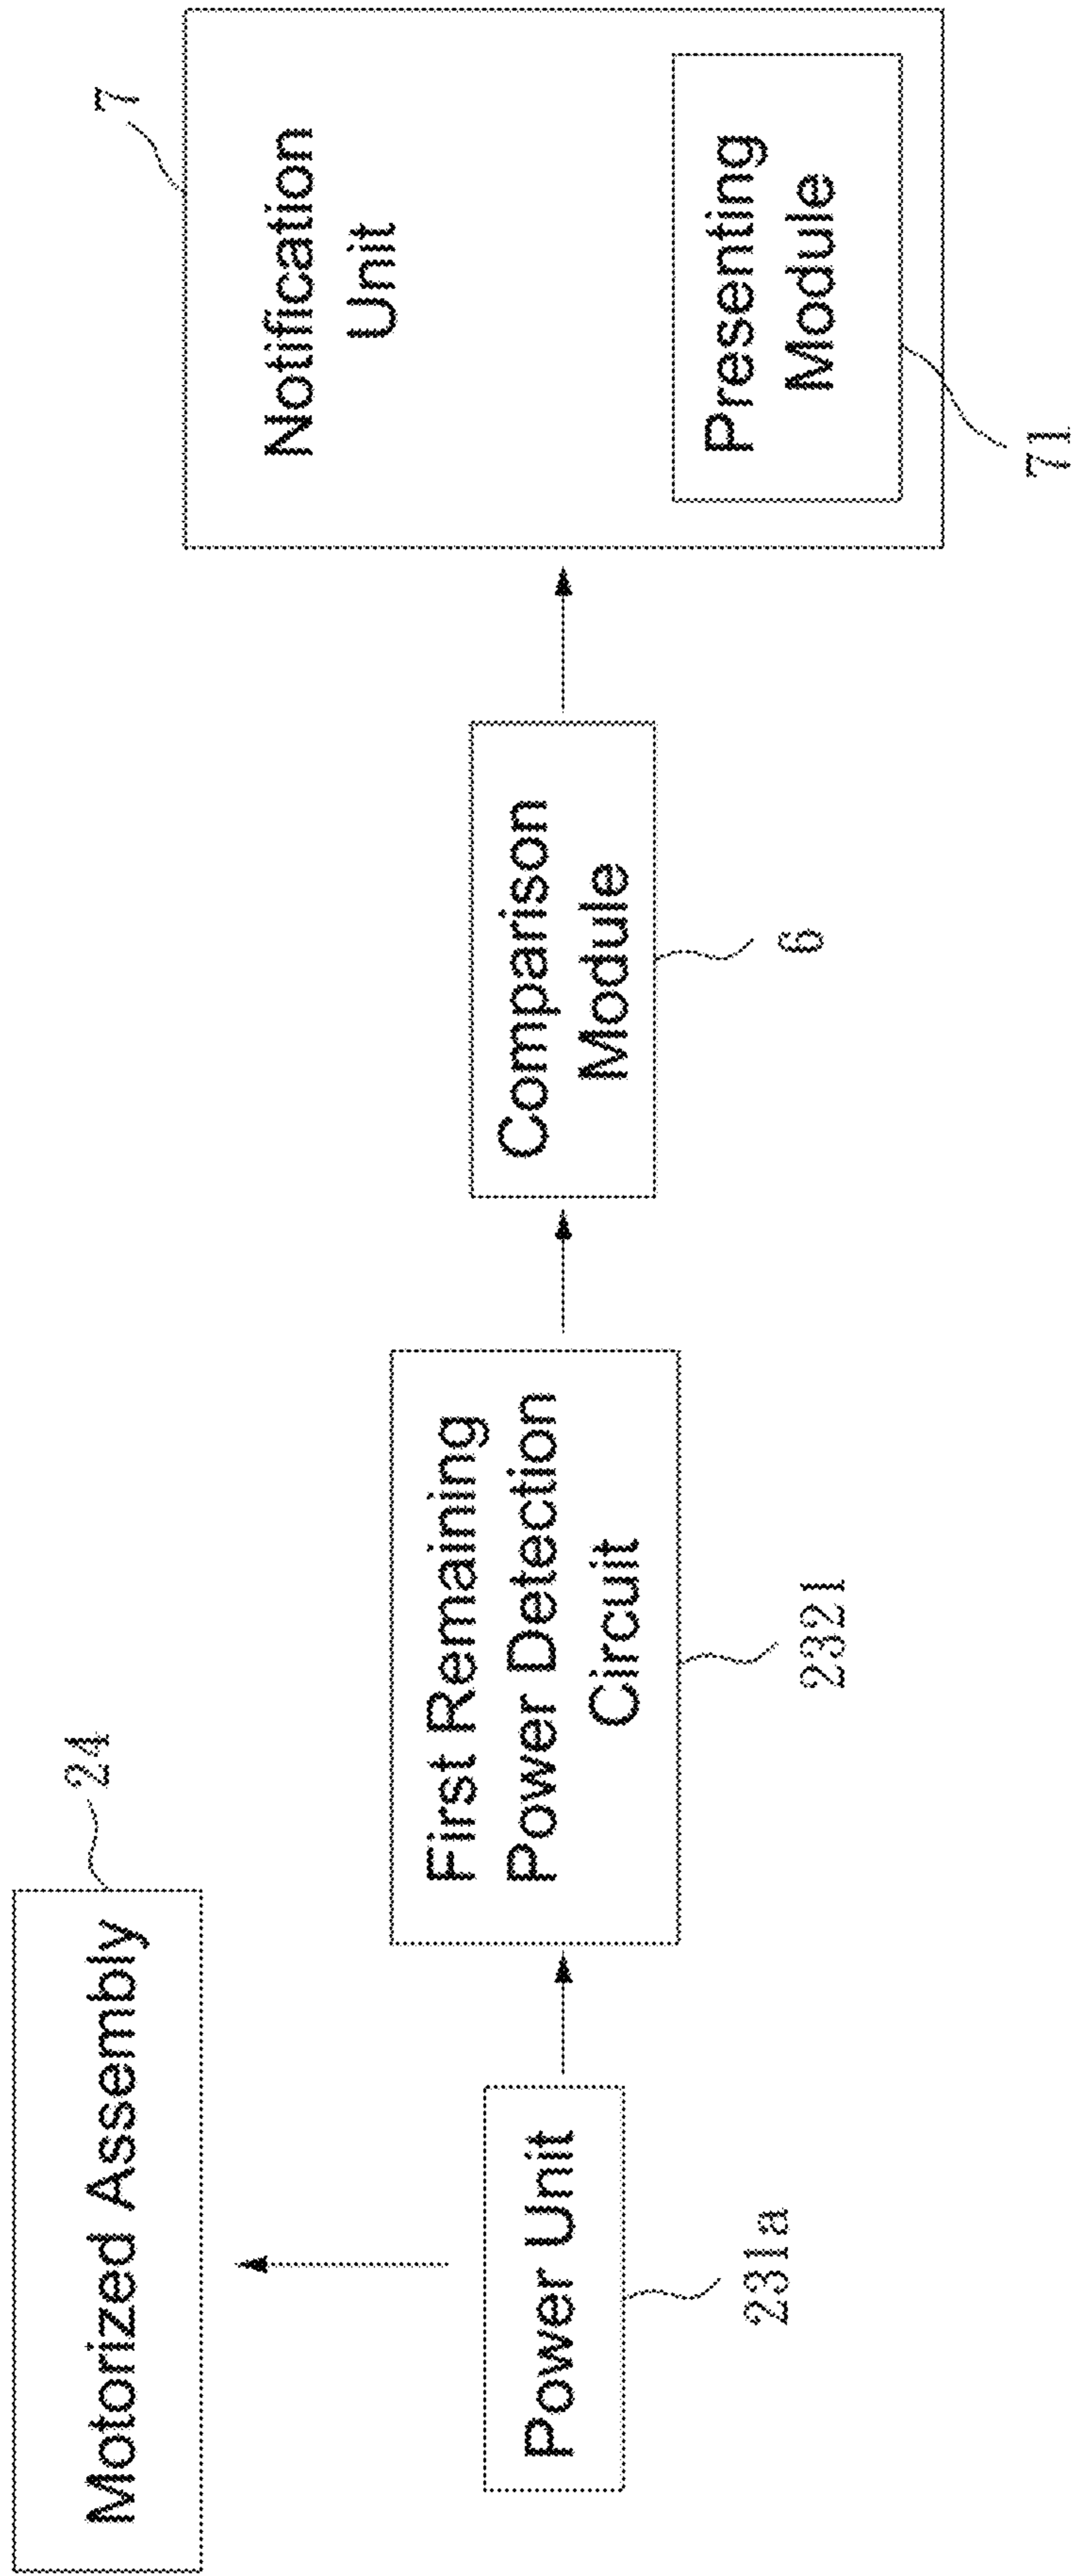 Motorized Assembly
24
Power Unit
231a
First Remaining
Power Detection
Circuit
2321
Comparison
Module
6
Notification
Unit
7
Presenting
Module
71